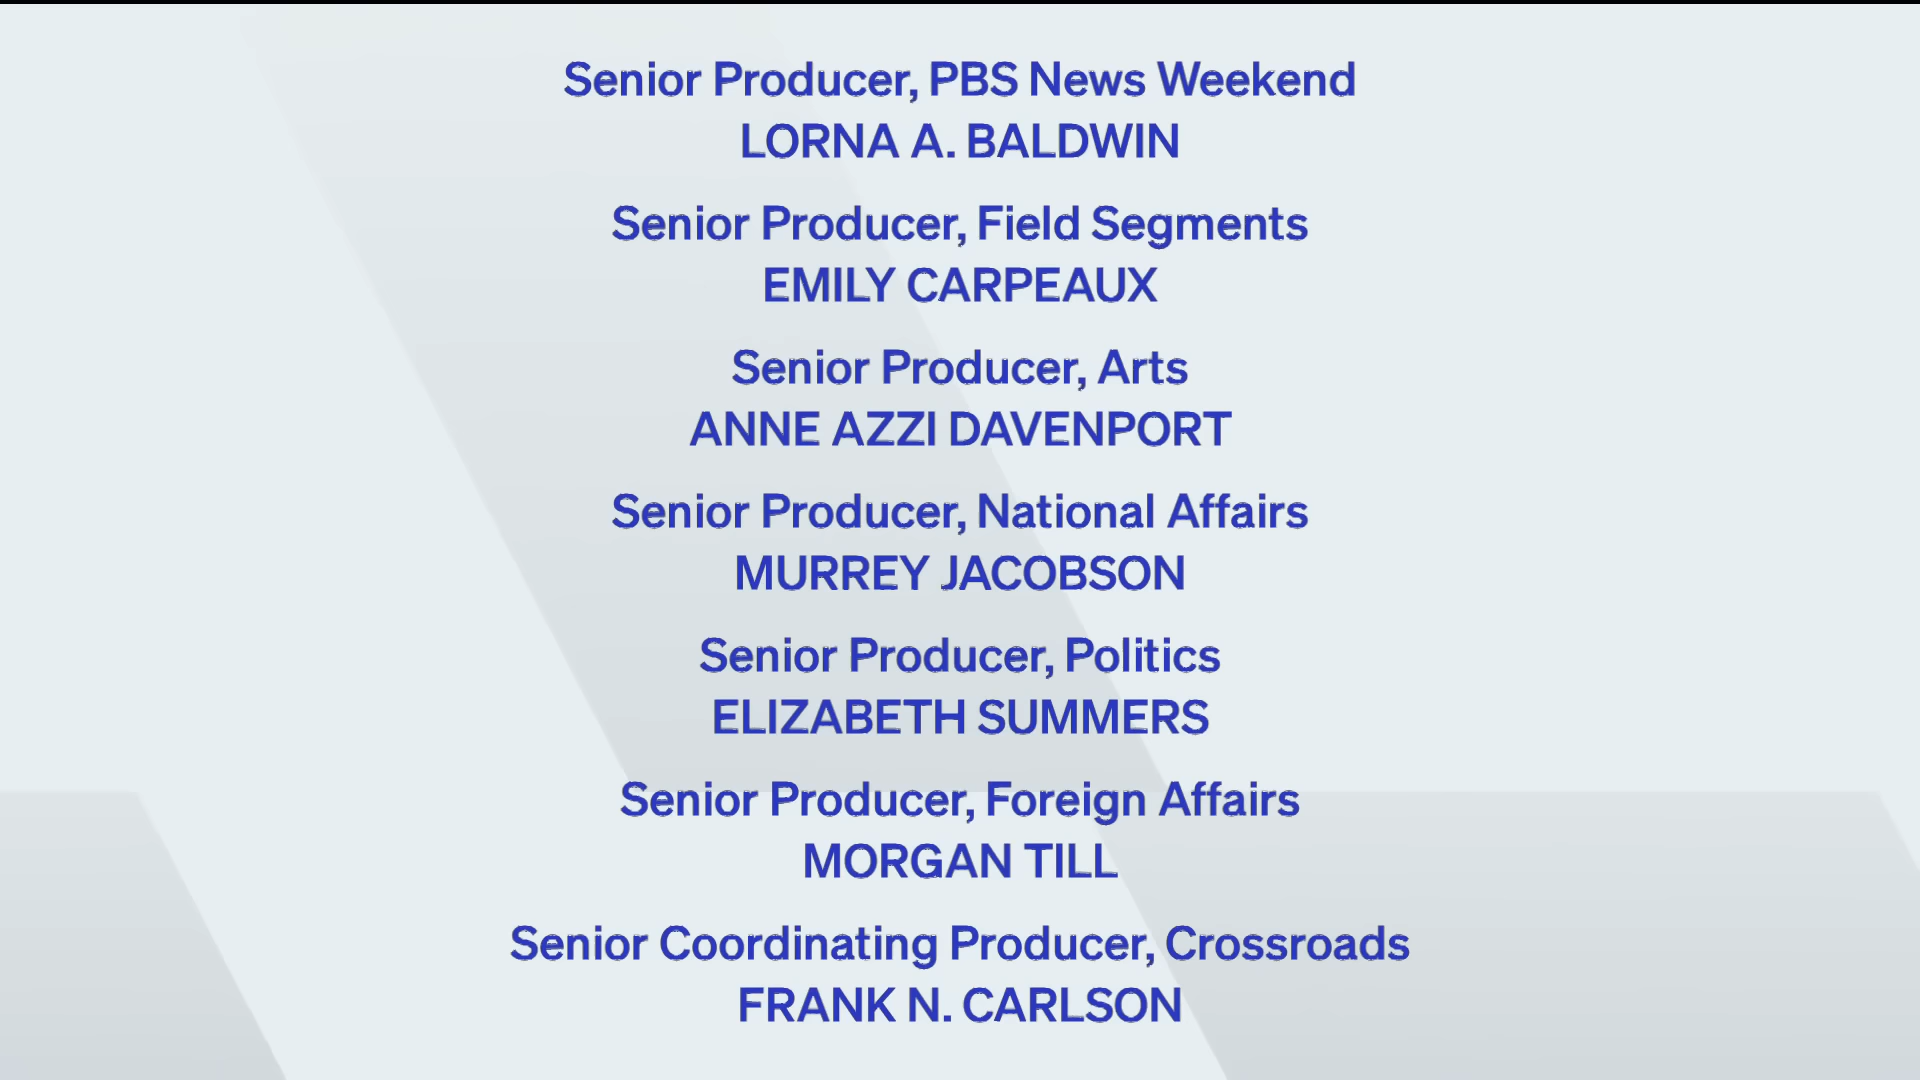 Senior Producer, PBS News Weekend
LORNA A. BALDWIN
Senior Producer, Field Segments
EMILY CARPEAUX
Senior Producer, Arts
ANNE AZZI DAVENPORT
Senior Producer, National Affairs
MURREY JACOBSON
Senior Producer, Politics
ELIZABETH SUMMERS
Senior Producer, Foreign Affairs
MORGAN TILL
Senior Coordinating Producer, Crossroads
FRANK N. CARLSON